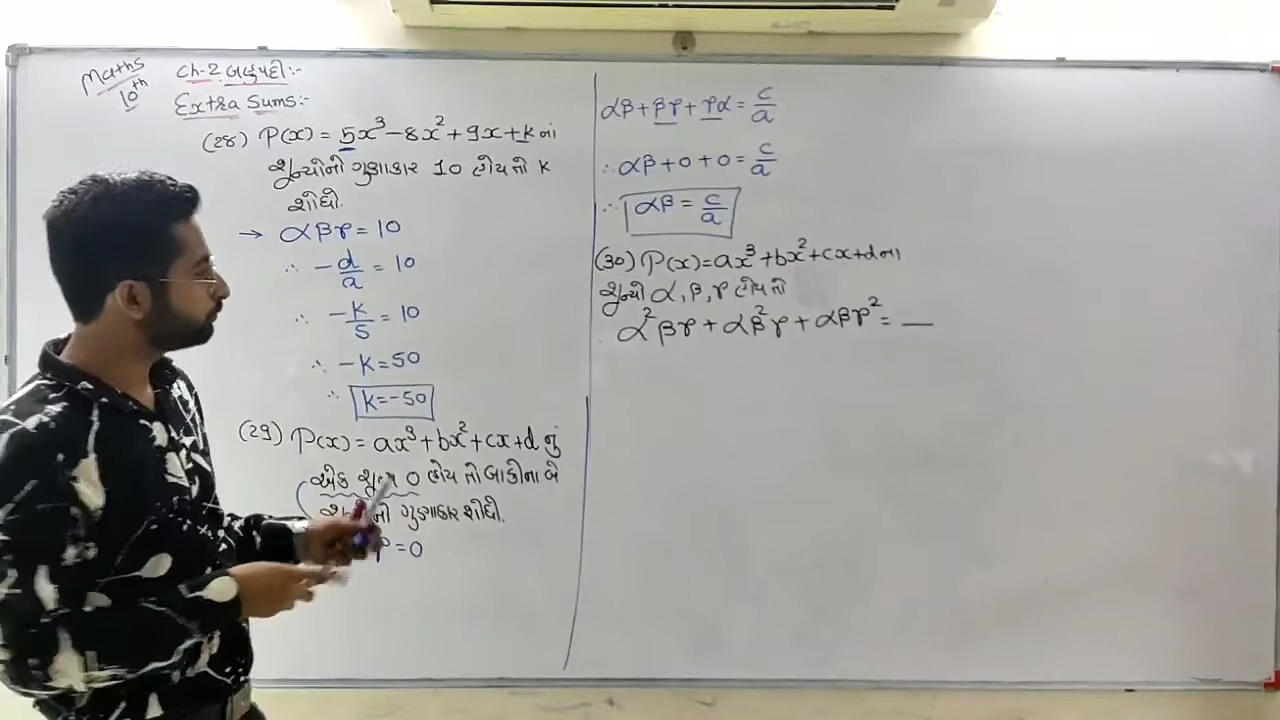 Maths
10th
Ch-2 બહુપદી:-
Extra Sums:-
(28) P(x) = 5x³-8x²+9x+k નાં
શૂન્યોનો ગુણાકાર 10 હોય તો k
શોધો.
→ αβγ = 10
∴ -d/a = 10
∴ -k/5 = 10
∴ -k = 50
∴ k = -50
(29) P(x) = ax³+bx²+cx+d નું
એક શૂન્ય 0 હોય તો બાકીના બે
ગુણાકાર શોધો.
= 0
αβ + βγ + γα = c/a
∴ αβ + 0 + 0 = c/a
∴ αβ = c/a
(30) P(x) = ax³+bx²+cx+d ના
શૂન્યો α, β, γ હોય તો
α²βγ + αβ²γ + αβγ² = __